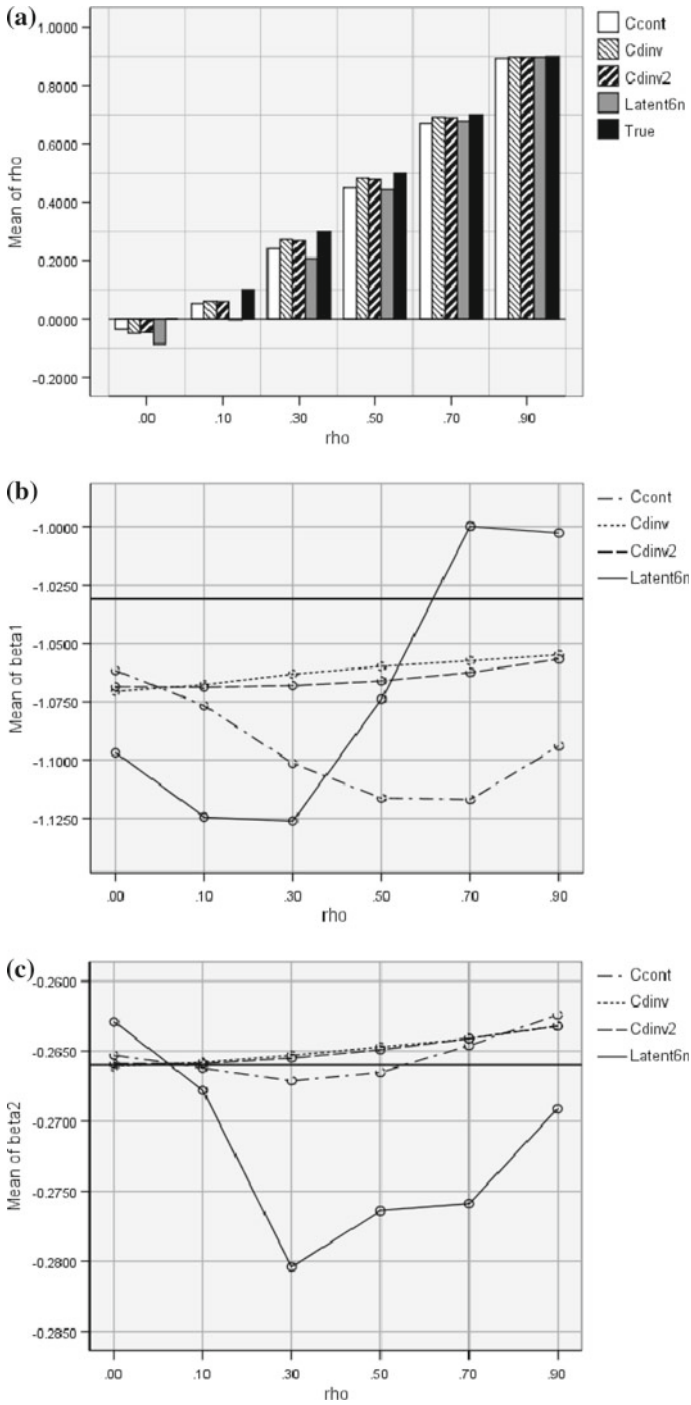 (a)
1.0000
0.8000
0.6000
0.4000
0.2000
0.0000
-0.2000
Mean of rho
.00 .10 .30 .50 .70 .90
rho
Ccont
Cdinv
Cdinv2
Latent6n
True
(b)
-1.0000
-1.0250
-1.0500
-1.0750
-1.1000
-1.1250
Mean of beta1
.00 .10 .30 .50 .70 .90
rho
Ccont
Cdinv
Cdinv2
Latent6n
(c)
-0.2600
-0.2650
-0.2700
-0.2750
-0.2800
-0.2850
Mean of beta2
.00 .10 .30 .50 .70 .90
rho
Ccont
Cdinv
Cdinv2
Latent6n